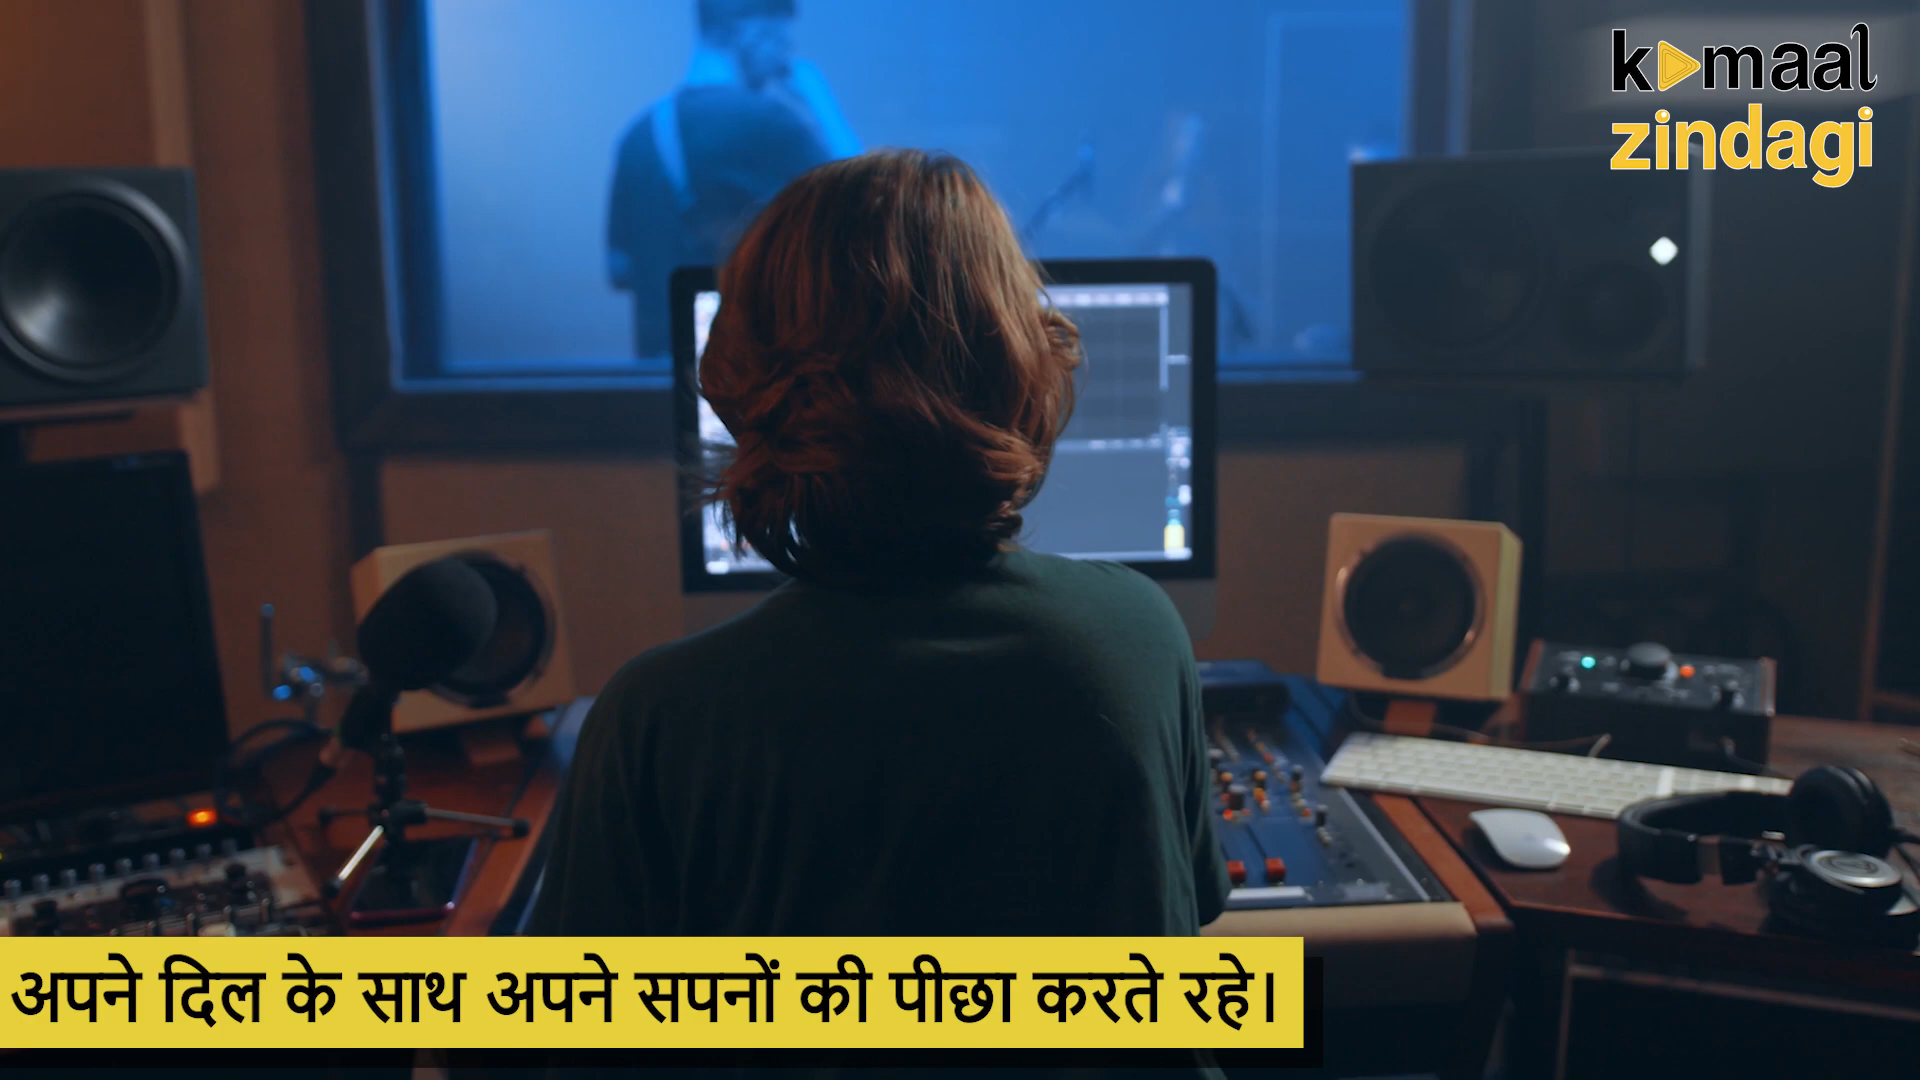 kamaal
zindagi
अपने दिल के साथ अपने सपनों की पीछा करते रहे।